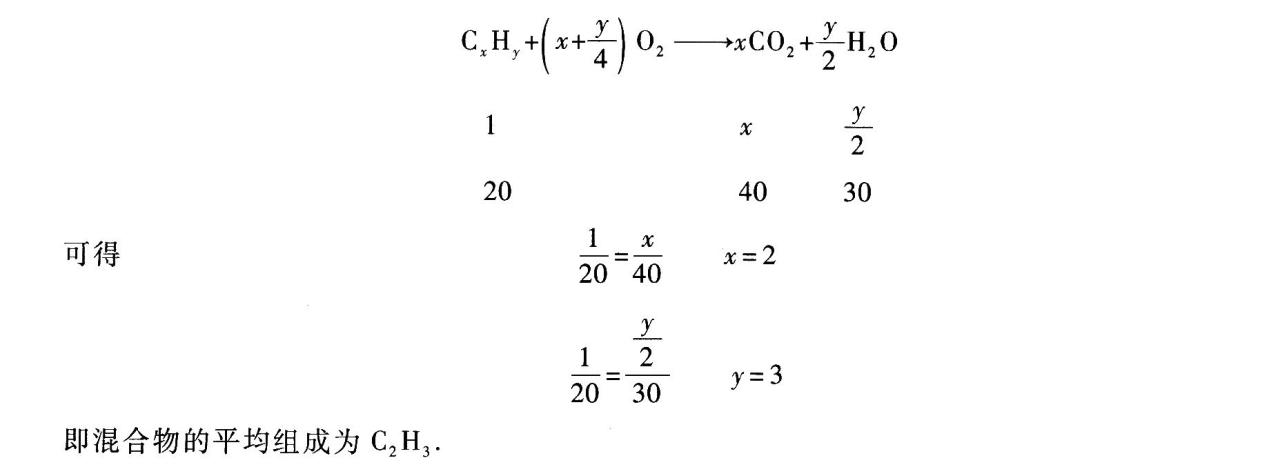 CₓHᵧ+(x+y/4) O₂ ⟶xCO₂+y/2 H₂O
1 x y/2
20 40 30
可得 1/20=x/40 x=2
1/20=(y/2)/30 y=3
即混合物的平均组成为 C₂H₃.